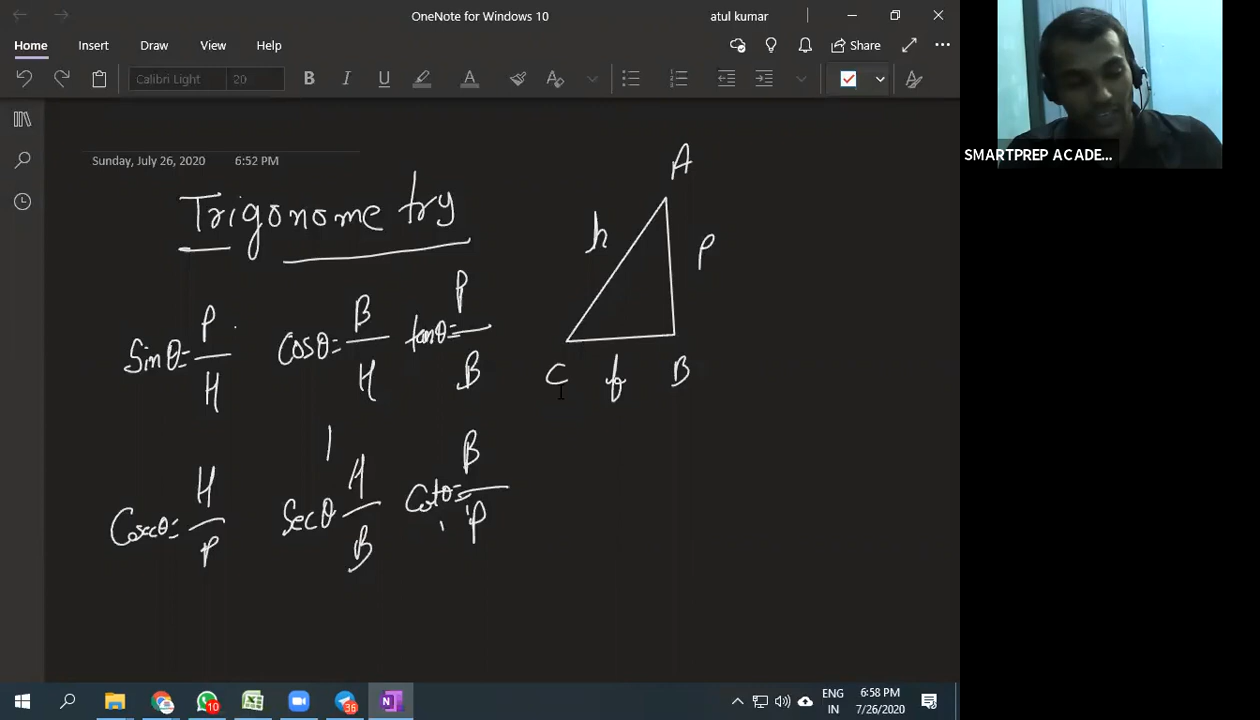 OneNote for Windows 10
atul kumar
Home Insert Draw View Help
Share
Calibri Light 20
B I U A
SMARTPREP ACADE...
Sunday, July 26, 2020 6:52 PM
Trigonometry
A
h
P
C b B
Sinθ= P/H Cosθ= B/H tanθ= P/B
Cosecθ= H/P Secθ H/B Cotθ= B/P
10
36
ENG
IN
6:58 PM
7/26/2020